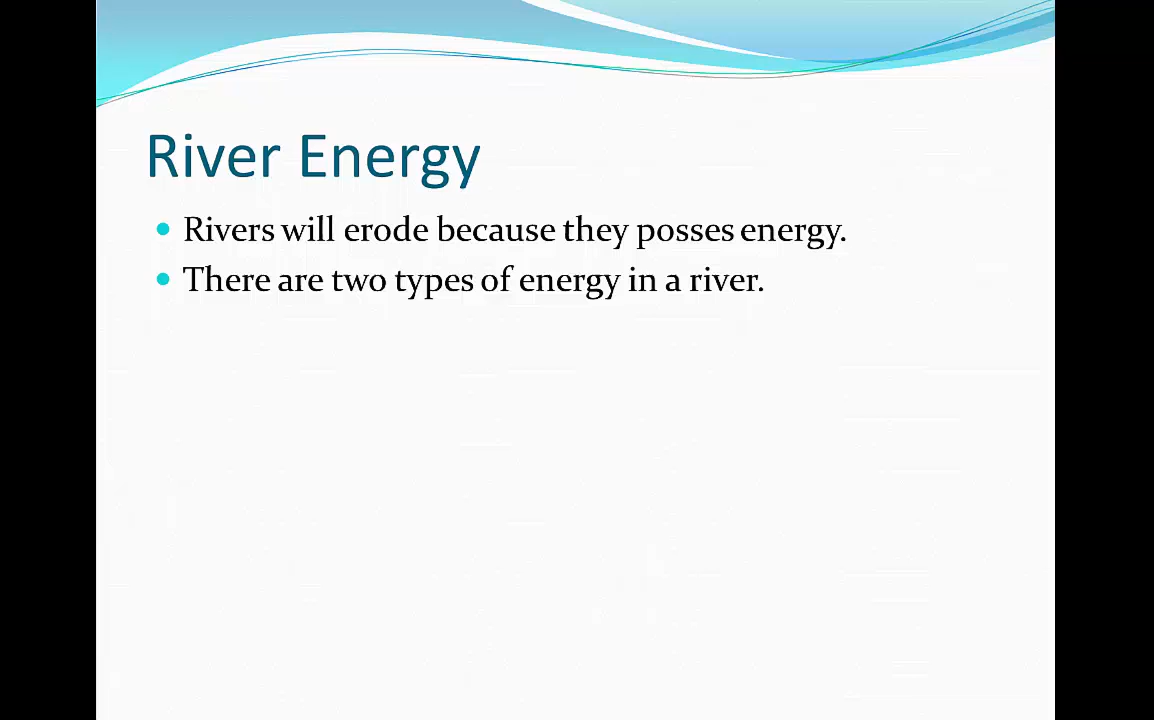 River Energy
Rivers will erode because they posses energy.
There are two types of energy in a river.